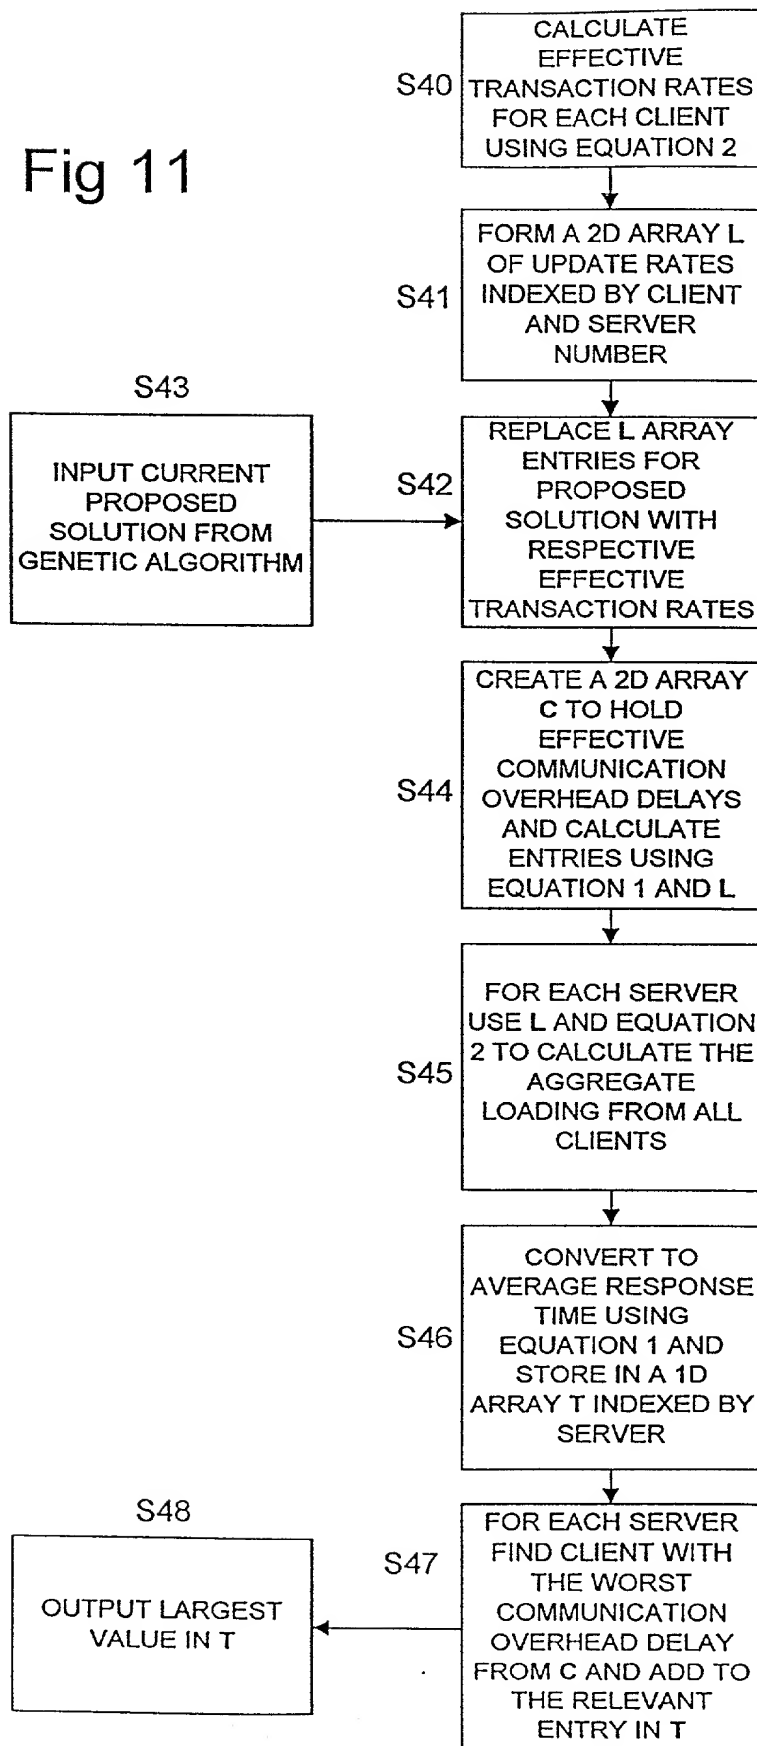 Fig 11
S40
CALCULATE
EFFECTIVE
TRANSACTION RATES
FOR EACH CLIENT
USING EQUATION 2
S41
FORM A 2D ARRAY L
OF UPDATE RATES
INDEXED BY CLIENT
AND SERVER
NUMBER
S43
INPUT CURRENT
PROPOSED
SOLUTION FROM
GENETIC ALGORITHM
S42
REPLACE L ARRAY
ENTRIES FOR
PROPOSED
SOLUTION WITH
RESPECTIVE
EFFECTIVE
TRANSACTION RATES
S44
CREATE A 2D ARRAY
C TO HOLD
EFFECTIVE
COMMUNICATION
OVERHEAD DELAYS
AND CALCULATE
ENTRIES USING
EQUATION 1 AND L
S45
FOR EACH SERVER
USE L AND EQUATION
2 TO CALCULATE THE
AGGREGATE
LOADING FROM ALL
CLIENTS
S46
CONVERT TO
AVERAGE RESPONSE
TIME USING
EQUATION 1 AND
STORE IN A 1D
ARRAY T INDEXED BY
SERVER
S47
FOR EACH SERVER
FIND CLIENT WITH
THE WORST
COMMUNICATION
OVERHEAD DELAY
FROM C AND ADD TO
THE RELEVANT
ENTRY IN T
S48
OUTPUT LARGEST
VALUE IN T